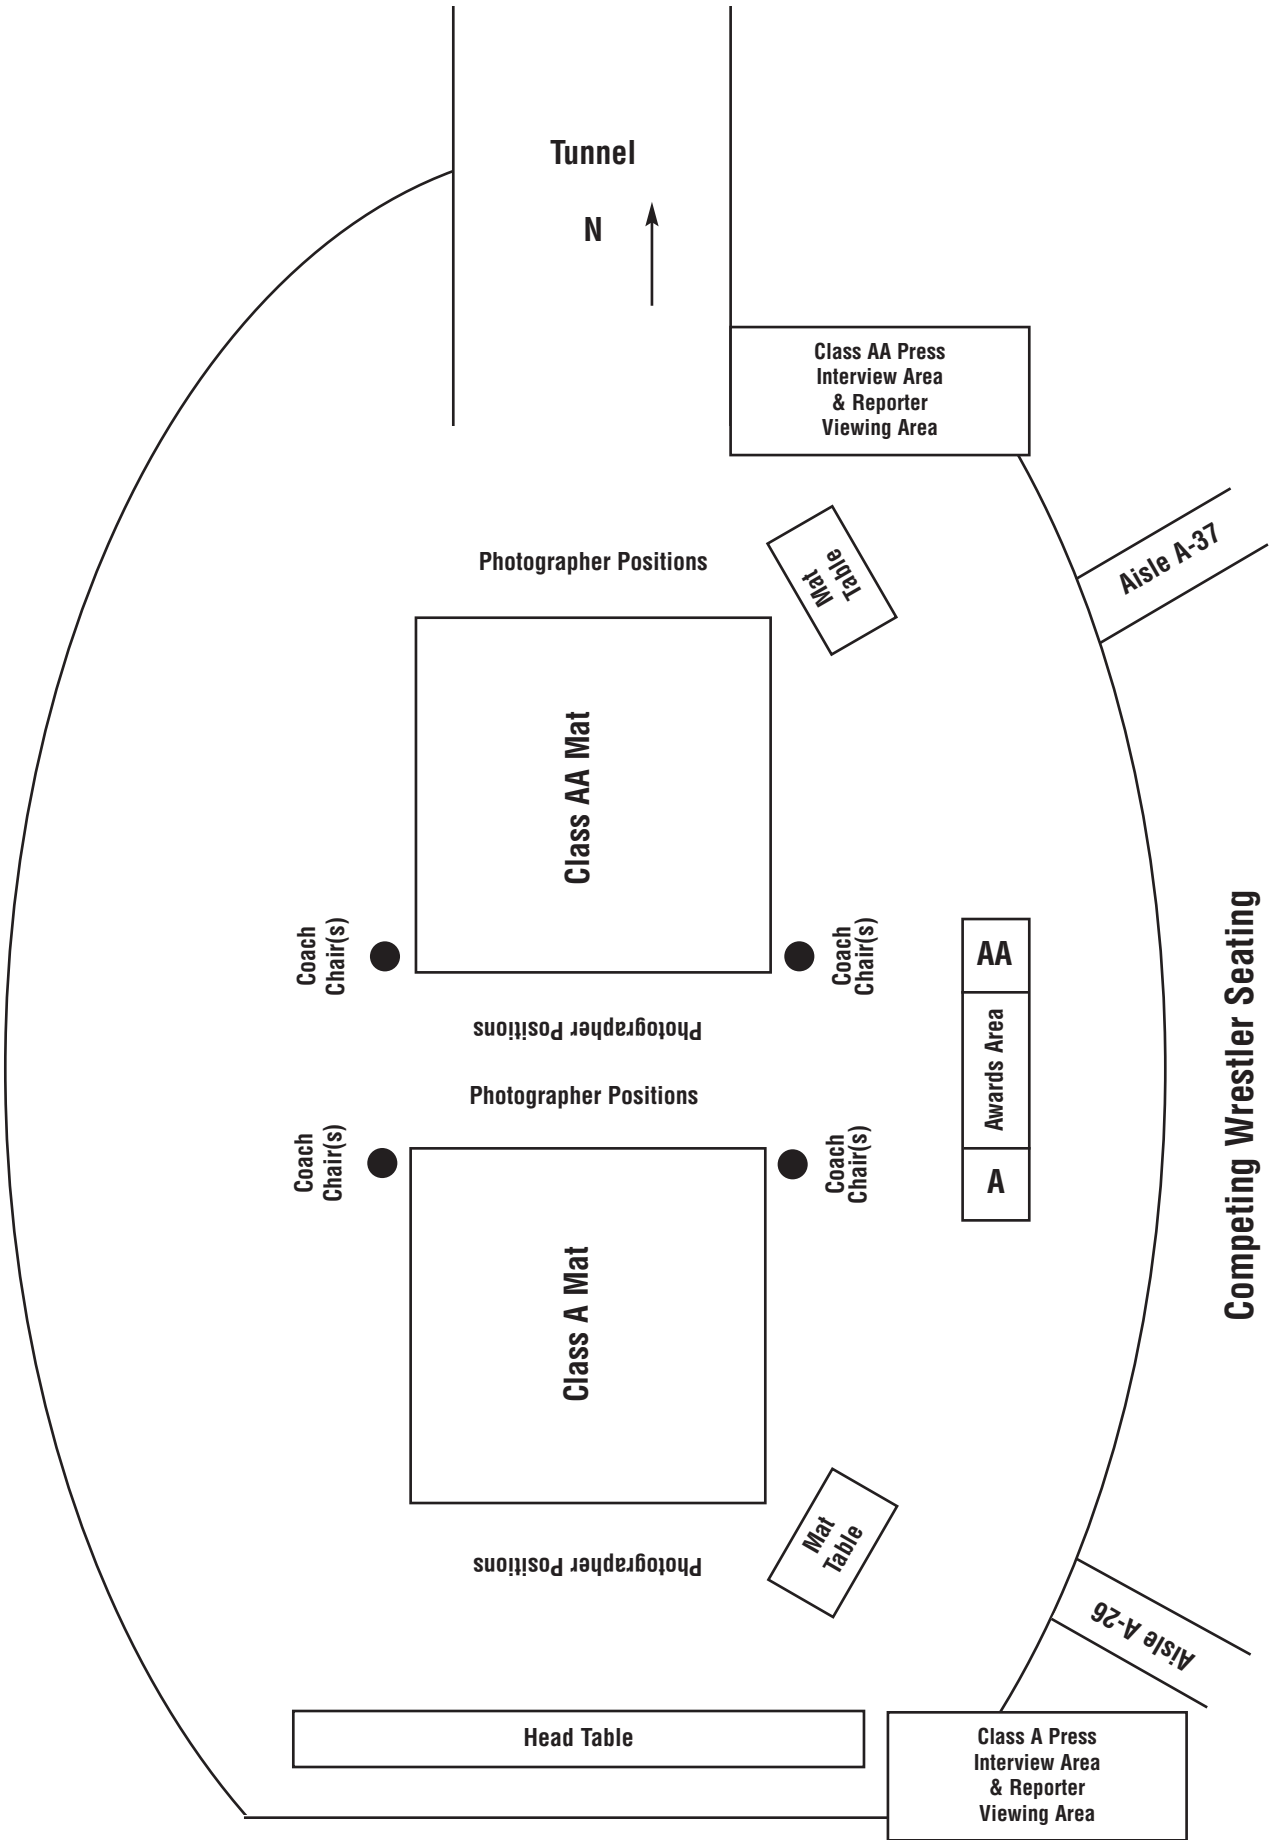 Tunnel
N
Class AA Press
Interview Area
& Reporter
Viewing Area
Aisle A-37
Photographer Positions
Mat
Table
Class AA Mat
Coach
Chair(s)
Coach
Chair(s)
AA
Awards Area
A
Competing Wrestler Seating
Photographer Positions
Photographer Positions
Coach
Chair(s)
Coach
Chair(s)
Class A Mat
Photographer Positions
Mat
Table
Aisle A-26
Head Table
Class A Press
Interview Area
& Reporter
Viewing Area